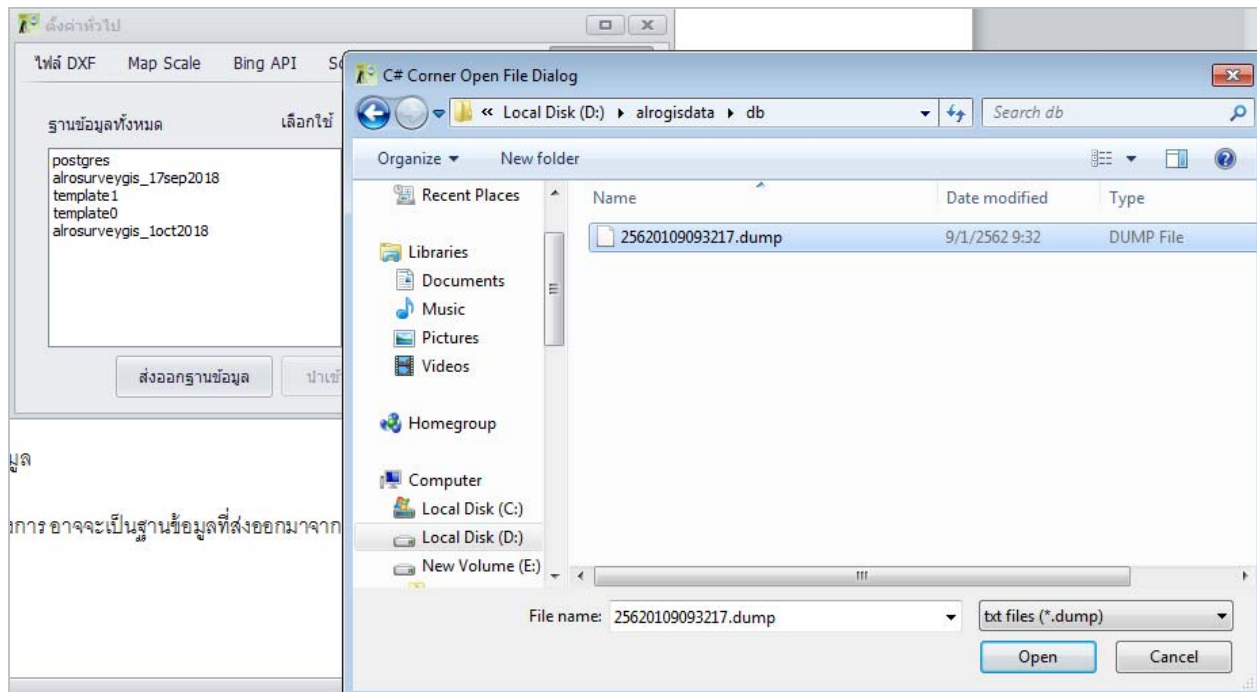 ตั้งค่าทั่วไป
ไฟล์ DXF Map Scale Bing API
ฐานข้อมูลทั้งหมด เลือกใช้
postgres
alrosurveygis_17sep2018
template1
template0
alrosurveygis_1oct2018
ส่งออกฐานข้อมูล
C# Corner Open File Dialog
« Local Disk (D:) ▸ alrogisdata ▸ db
Search db
Organize New folder
Name Date modified Type
25620109093217.dump 9/1/2562 9:32 DUMP File
Recent Places
Libraries
Documents
Music
Pictures
Videos
Homegroup
Computer
Local Disk (C:)
Local Disk (D:)
New Volume (E:)
File name: 25620109093217.dump
txt files (*.dump)
Open Cancel
อาจจะเป็นฐานข้อมูลที่ส่งออกมาจาก